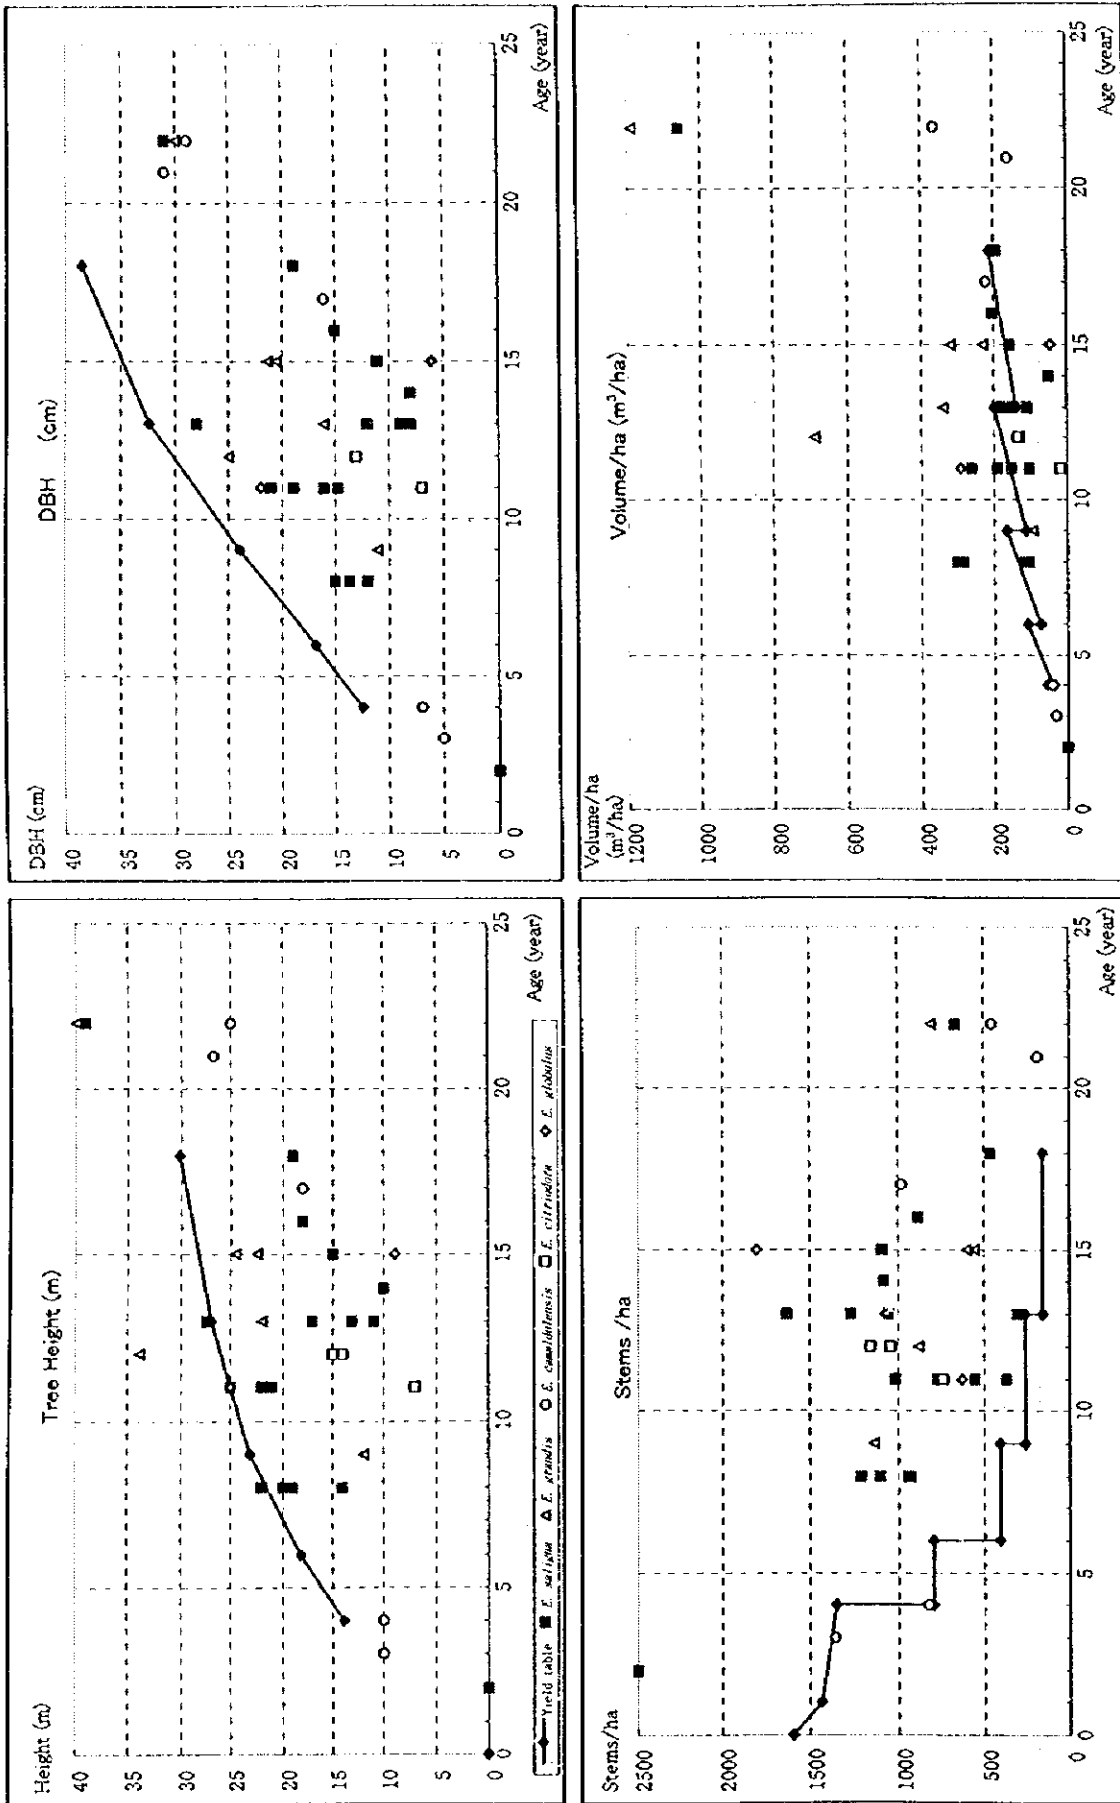 Height (m)
Tree Height (m)
40
35
30
25
20
15
10
5
0
0 5 10 15 20 25
Age (year)
Yield table E. saligna E. grandis E. camaldulensis E. citriodora E. globulus
DBH (cm)
DBH (cm)
40
35
30
25
20
15
10
5
0
0 5 10 15 20 25
Age (year)
Stems/ha
Stems /ha
2500
2000
1500
1000
500
0
0 5 10 15 20 25
Age (year)
Volume/ha
(m³/ha)
Volume/ha (m³/ha)
1200
1000
800
600
400
200
0
0 5 10 15 20 25
Age (year)